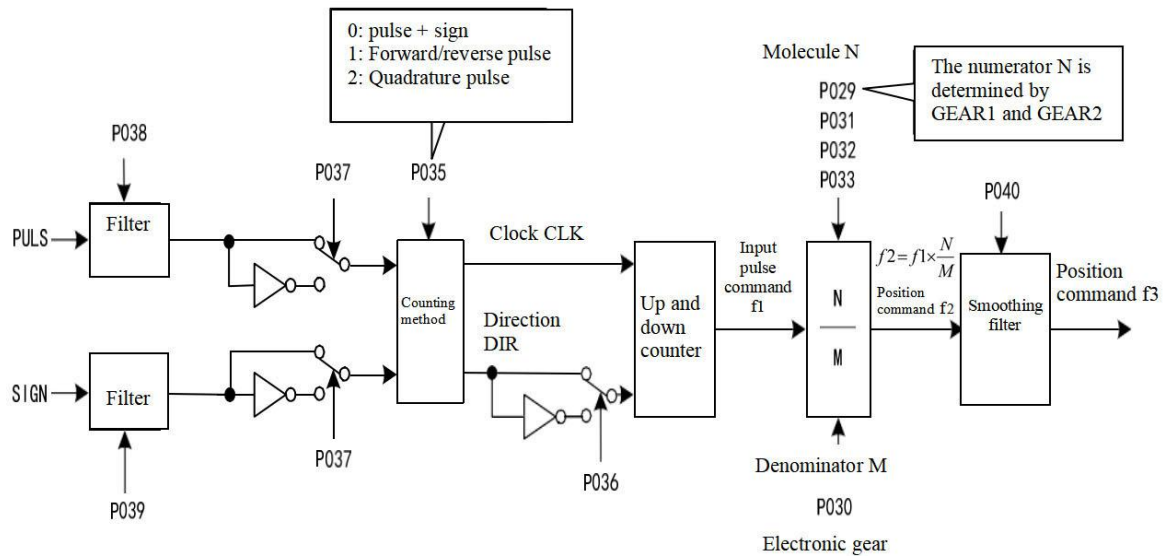 0: pulse + sign
1: Forward/reverse pulse
2: Quadrature pulse
Molecule N
P029
P031
P032
P033
The numerator N is
determined by
GEAR1 and GEAR2
P038
P037
P035
P040
PULS
Filter
Clock CLK
Counting
method
Direction
DIR
Up and
down
counter
Input
pulse
command
f1
N
M
f2=f1×N/M
Position
command f2
Smoothing
filter
Position
command f3
SIGN
Filter
P037
P036
P039
Denominator M
P030
Electronic gear